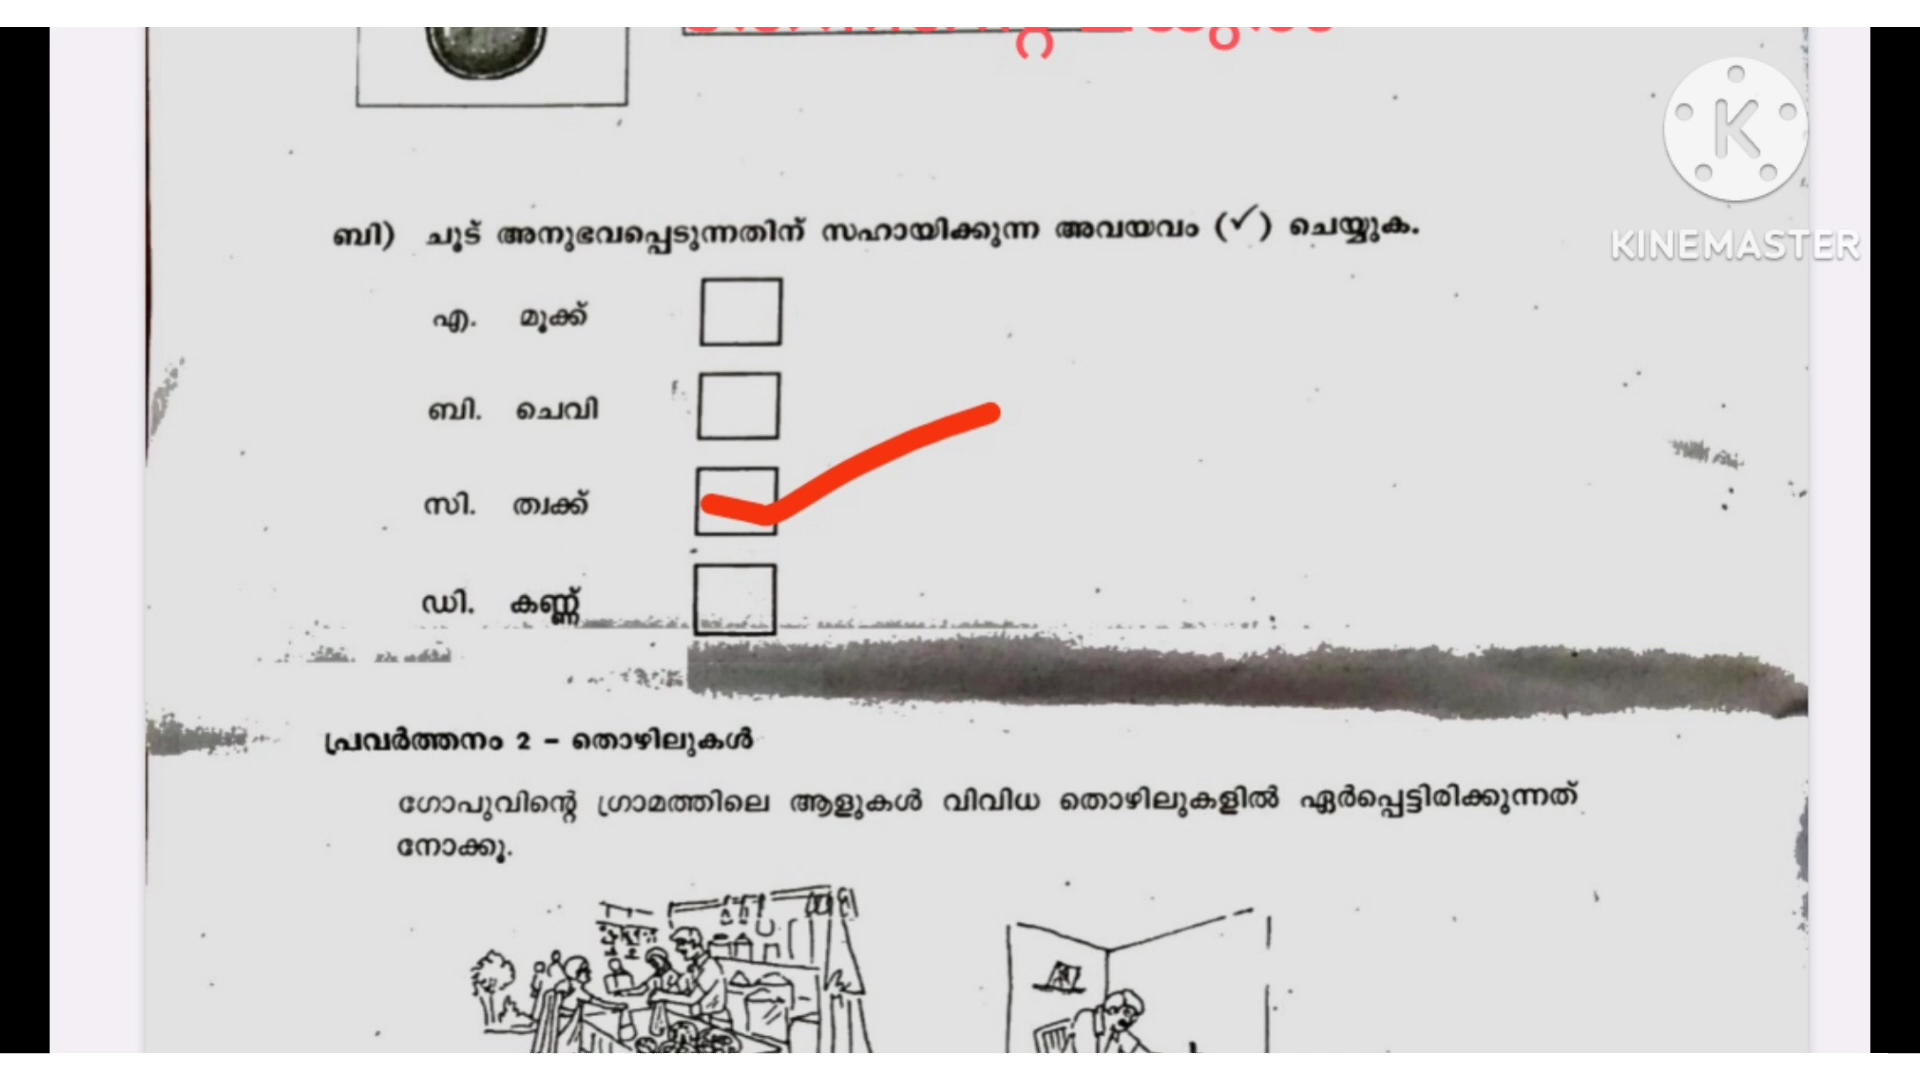 K
KINEMASTER
ബി) ചൂട് അനുഭവപ്പെടുന്നതിന് സഹായിക്കുന്ന അവയവം (✓) ചെയ്യുക.
എ. മൂക്ക്
ബി. ചെവി
സി. ത്വക്ക്
ഡി. കണ്ണ്
പ്രവർത്തനം 2 – തൊഴിലുകൾ
ഗോപുവിന്റെ ഗ്രാമത്തിലെ ആളുകൾ വിവിധ തൊഴിലുകളിൽ ഏർപ്പെട്ടിരിക്കുന്നത്
നോക്കൂ.